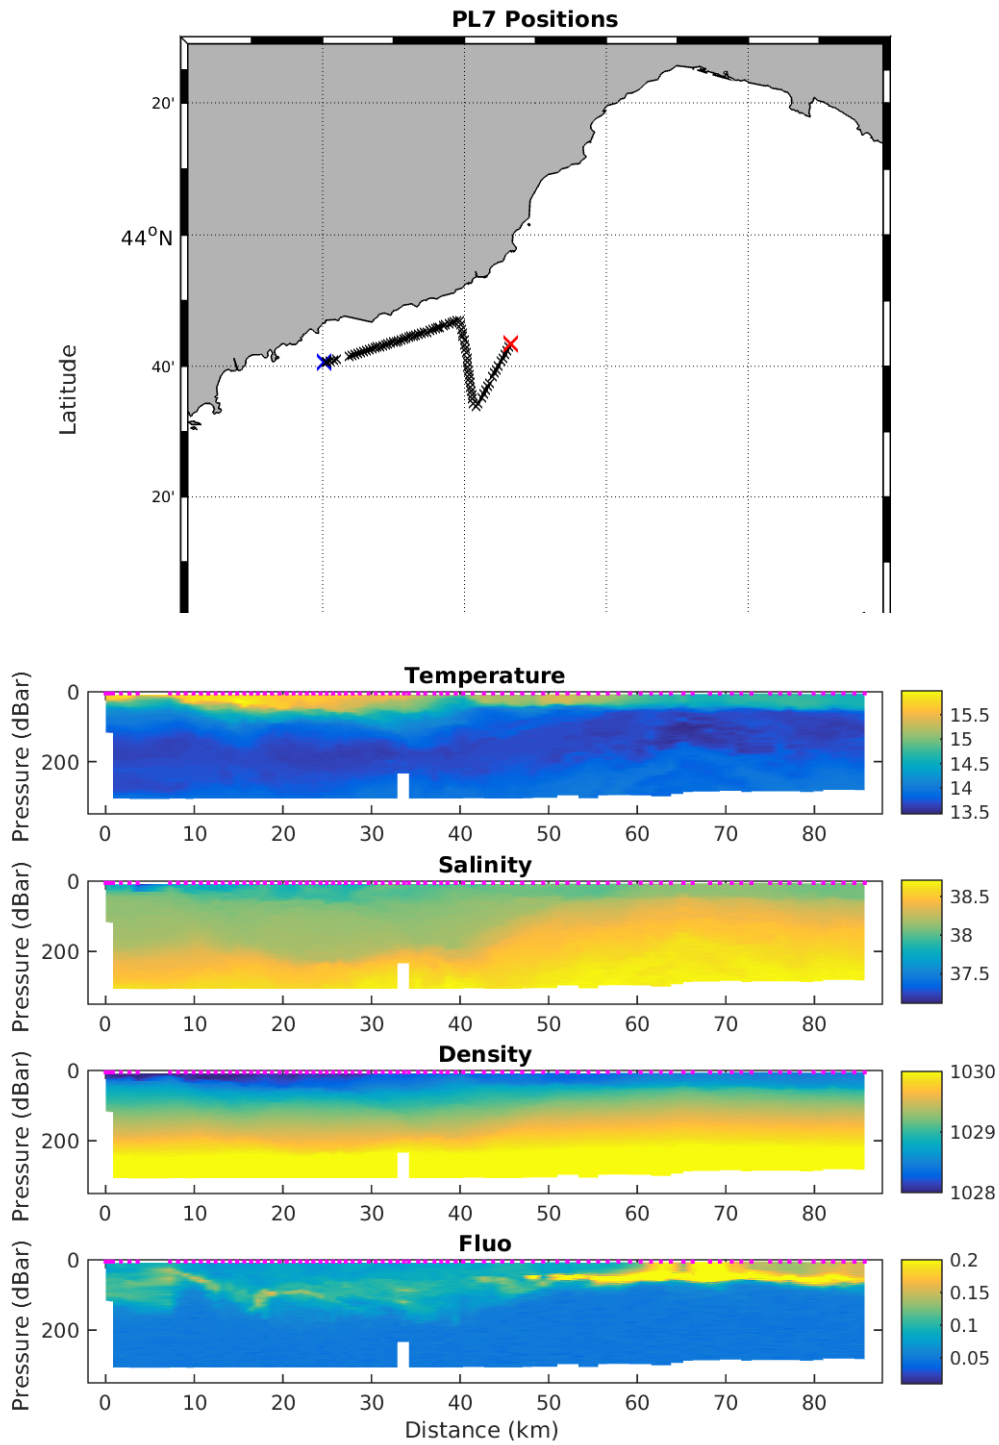 PL7 Positions
20'
44°N
40'
20'
Latitude
Temperature
Pressure (dBar)
0
200
0 10 20 30 40 50 60 70 80
15.5
15
14.5
14
13.5
Salinity
Pressure (dBar)
0
200
0 10 20 30 40 50 60 70 80
38.5
38
37.5
Density
Pressure (dBar)
0
200
0 10 20 30 40 50 60 70 80
1030
1029
1028
Fluo
Pressure (dBar)
0
200
0 10 20 30 40 50 60 70 80
0.2
0.15
0.1
0.05
Distance (km)